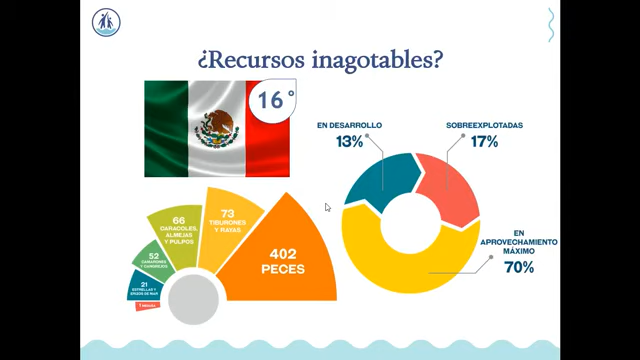 ¿Recursos inagotables?
16°
EN DESARROLLO
13%
SOBREEXPLOTADAS
17%
EN
APROVECHAMIENTO
MÁXIMO
70%
402
PECES
73
TIBURONES
Y RAYAS
66
CARACOLES,
ALMEJAS
Y PULPOS
52
CAMARONES
Y CANGREJOS
21
ESTRELLAS Y
ERIZOS DE MAR
1